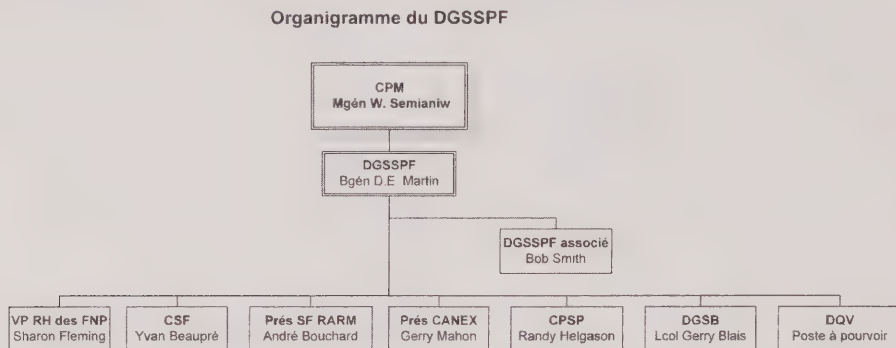 Organigramme du DGSSPF
CPM
Mgén W. Semianiw
DGSSPF
Bgén D.E Martin
DGSSPF associé
Bob Smith
VP RH des FNP
Sharon Fleming
CSF
Yvan Beaupré
Prés SF RARM
André Bouchard
Prés CANEX
Gerry Mahon
CPSP
Randy Helgason
DGSB
Lcol Gerry Blais
DQV
Poste à pourvoir